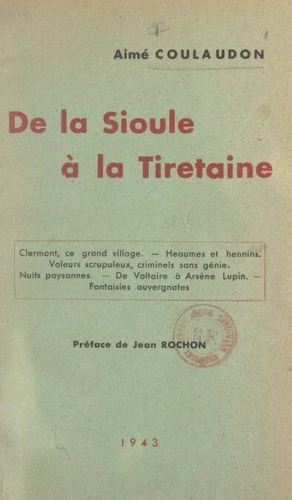 Aimé COULAUDON
De la Sioule
à la Tiretaine
Clermont, ce grand village. — Heaumes et hennins.
Voleurs scrupuleux, criminels sans génie.
Nuits paysannes. — De Voltaire à Arsène Lupin. —
Fantaisies auvergnates
Préface de Jean ROCHON
1943